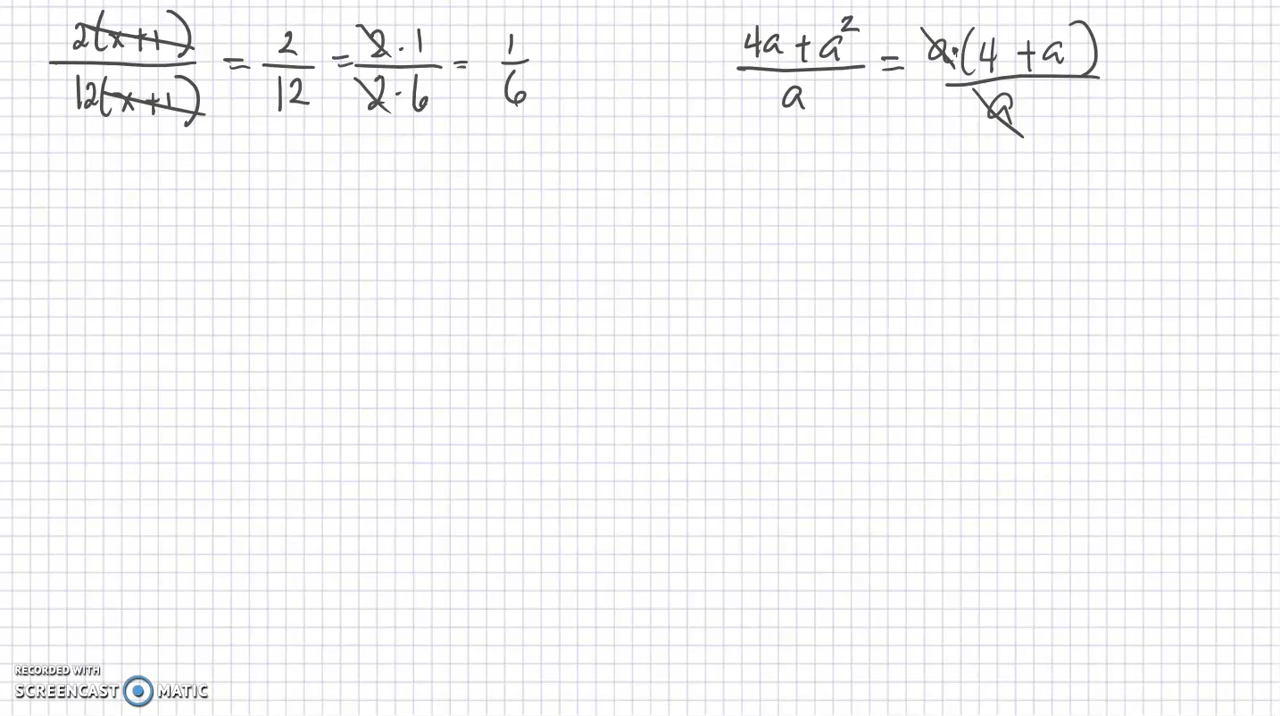 2(x+1)/12(x+1) = 2/12 = 2·1/2·6 = 1/6
4a+a²/a = a·(4+a)/a
RECORDED WITH
SCREENCAST MATIC